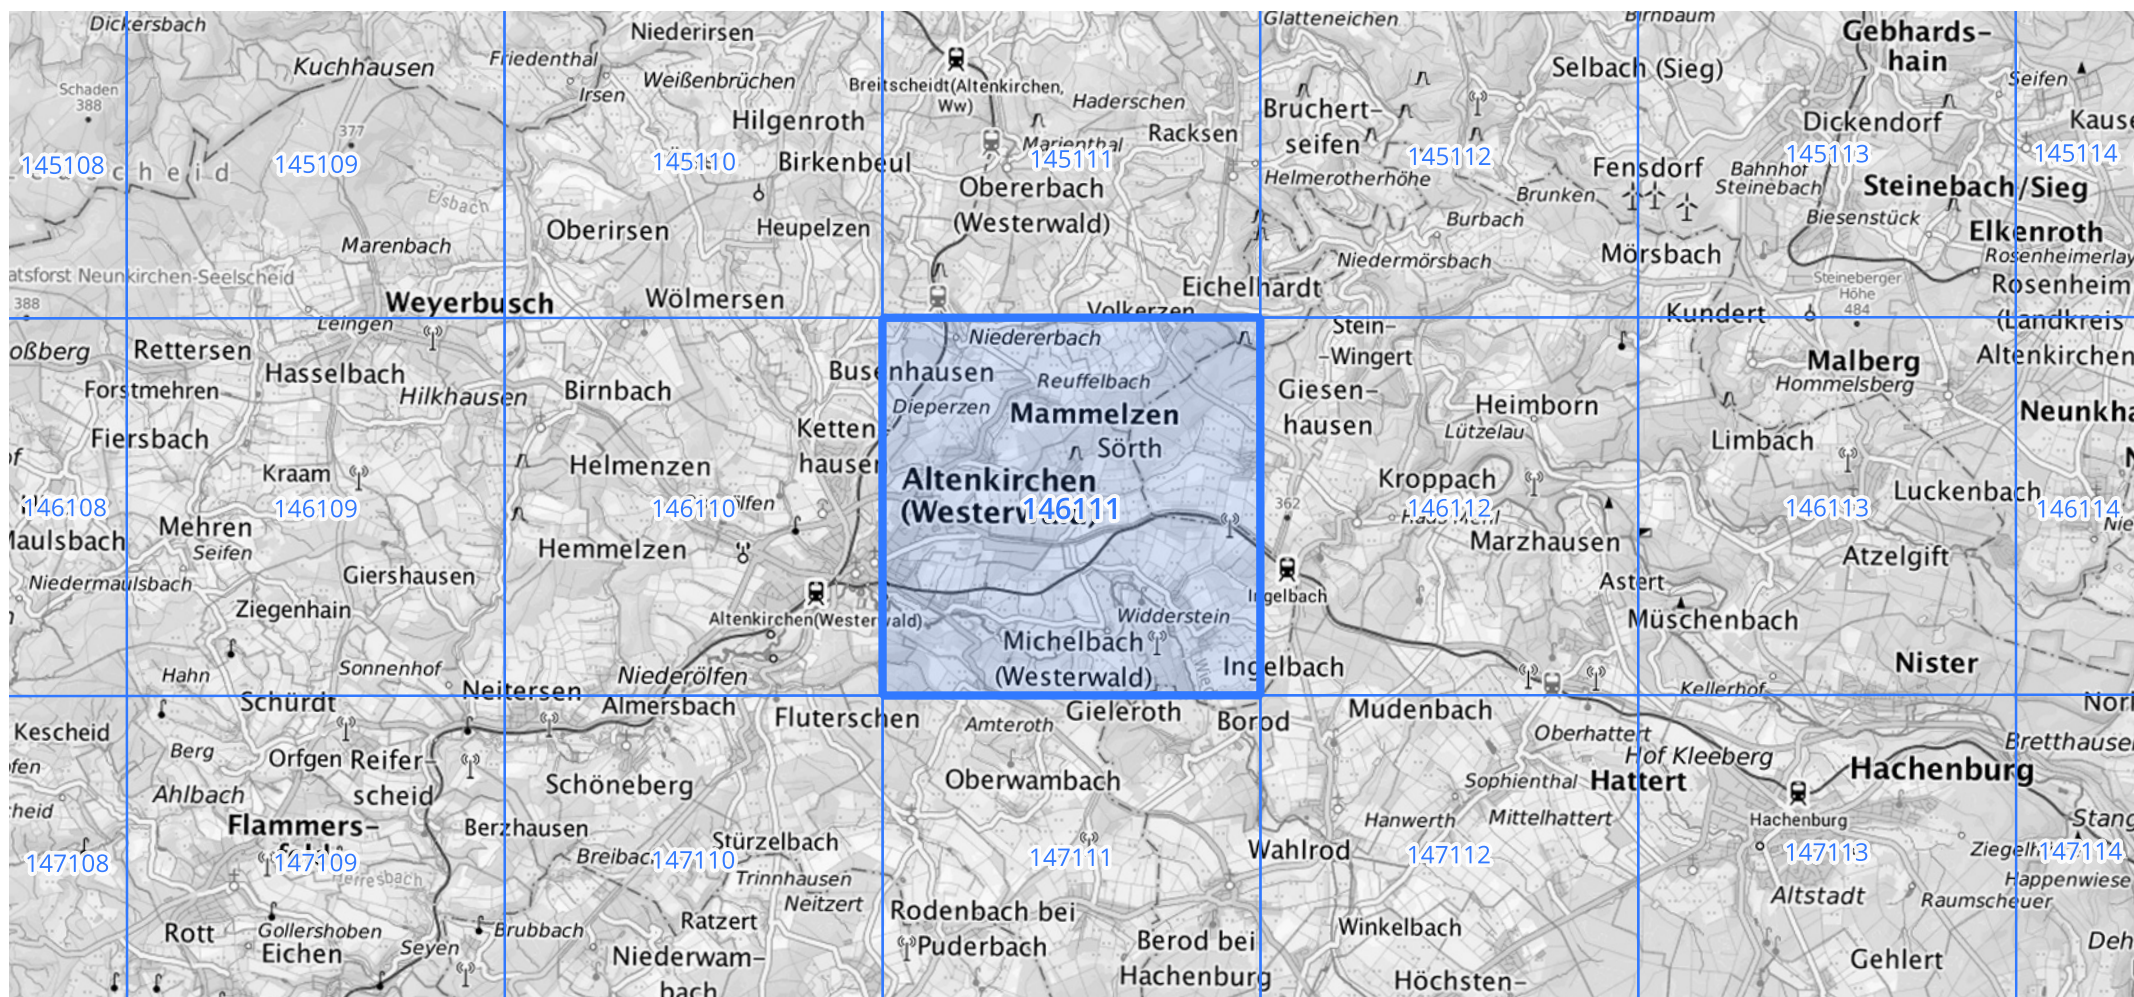 Dickersbach
Niederirsen
Glatteneichen
Birnbaum
Gebhards-
hain
Kuchhausen
Friedenthal
Weißenbrüchen
Breitscheidt(Altenkirchen,
Ww)
Haderschen
Selbach (Sieg)
Seifen
Schaden
388
Irsen
Hilgenroth
Racksen
Bruchert-
seifen
Dickendorf
377
Marienthal
145108
145109
145110
Birkenbeul
145111
145112
Fensdorf
145113
145114
Bahnhof
Steinebach
Obererbach
(Westerwald)
Helmerotherhöhe
Brunken
Steinebach/Sieg
Elsbach
Oberirsen
Heupelzen
Burbach
Biesenstück
Elkenroth
Marenbach
Niedermörsbach
Mörsbach
Rosenheimerlay
atsforst Neunkirchen-Seelscheid
Steineberger
Höhe
484
Rosenheim
(Landkreis
Altenkirchen
388
Weyerbusch
Wölmersen
Eichelhardt
Volkerzen
Kundert
Leingen
Niedererbach
Stein-
-Wingert
oßberg
Rettersen
Hasselbach
Busenhausen
Reuffelbach
Malberg
Hommelsberg
Forstmehren
Hilkhausen
Birnbach
Dieperzen
Mammelzen
Giesen-
hausen
Heimborn
Neunkha
Fiersbach
Ketten-
hausen
Sörth
Lützelau
Limbach
Kraam
Helmenzen
Altenkirchen
(Westerwald)
Kroppach
Luckenbach
146108
146109
146110
146111
362
146112
146113
146114
Mehren
Seifen
Maulsbach
Hemmelzen
Marzhausen
Atzelgift
Niedermaulsbach
Giershausen
Astert
Ziegenhain
Altenkirchen(Westerwald)
Widderstein
Ingelbach
Müschenbach
Michelbach
(Westerwald)
Hahn
Sonnenhof
Niederölfen
Ingelbach
Nister
Schürdt
Neitersen
Almersbach
Kellerhof
Kescheid
Fluterschen
Amteroth
Gieleroth
Borod
Mudenbach
Oberhattert
Berg
Orfgen
Reifer-
scheid
Hof Kleeberg
Bretthausen
Ahlbach
Schöneberg
Oberwambach
Sophienthal
Hattert
Hachenburg
Flammers-
Berzhausen
Stürzelbach
Hanwerth
Mittelhattert
Hachenburg
147108
147109
147110
147111
Wahlrod
147112
147113
147114
Trinnhausen
Neitzert
Happenwiese
Altstadt
Raumscheuer
Rott
Gollershoben
Eichen
Seyen
Brubbach
Ratzert
Rodenbach bei
Puderbach
Winkelbach
Berod bei
Hachenburg
Niederwam-
bach
Höchsten-
Gehlert